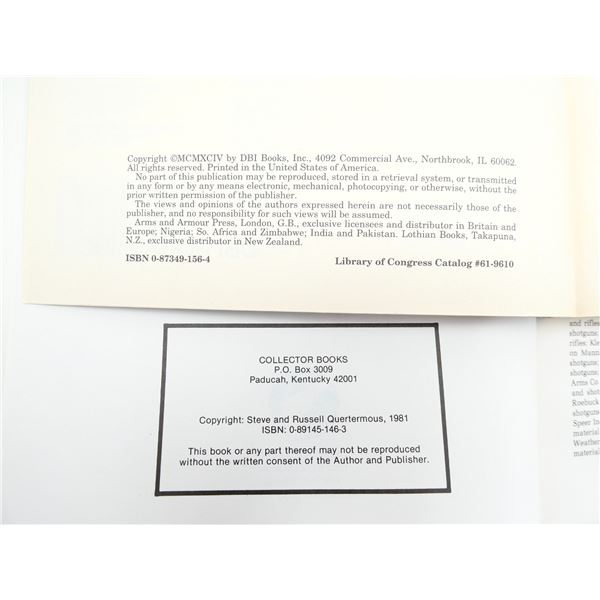 Copyright ©MCMXCIV by DBI Books, Inc., 4092 Commercial Ave., Northbrook, IL 60062.
All rights reserved. Printed in the United States of America.
No part of this publication may be reproduced, stored in a retrieval system, or transmitted
in any form or by any means electronic, mechanical, photocopying, or otherwise, without the
prior written permission of the publisher.
The views and opinions of the authors expressed herein are not necessarily those of the
publisher, and no responsibility for such views will be assumed.
Arms and Armour Press, London, G.B., exclusive licensees and distributor in Britain and
Europe; Nigeria; So. Africa and Zimbabwe; India and Pakistan. Lothian Books, Takapuna,
N.Z., exclusive distributor in New Zealand.
ISBN 0-87349-156-4 Library of Congress Catalog #61-9610
COLLECTOR BOOKS
P.O. Box 3009
Paducah, Kentucky 42001
Copyright: Steve and Russell Quertermous, 1981
ISBN: 0-89145-146-3
This book or any part thereof may not be reproduced
without the written consent of the Author and Publisher.
and rifles
shotguns;
rifles; Kle
on Mann
shotguns;
shotguns;
Arms Co
and shot
Roebuck
shotguns
Speer In
material
Weather
material